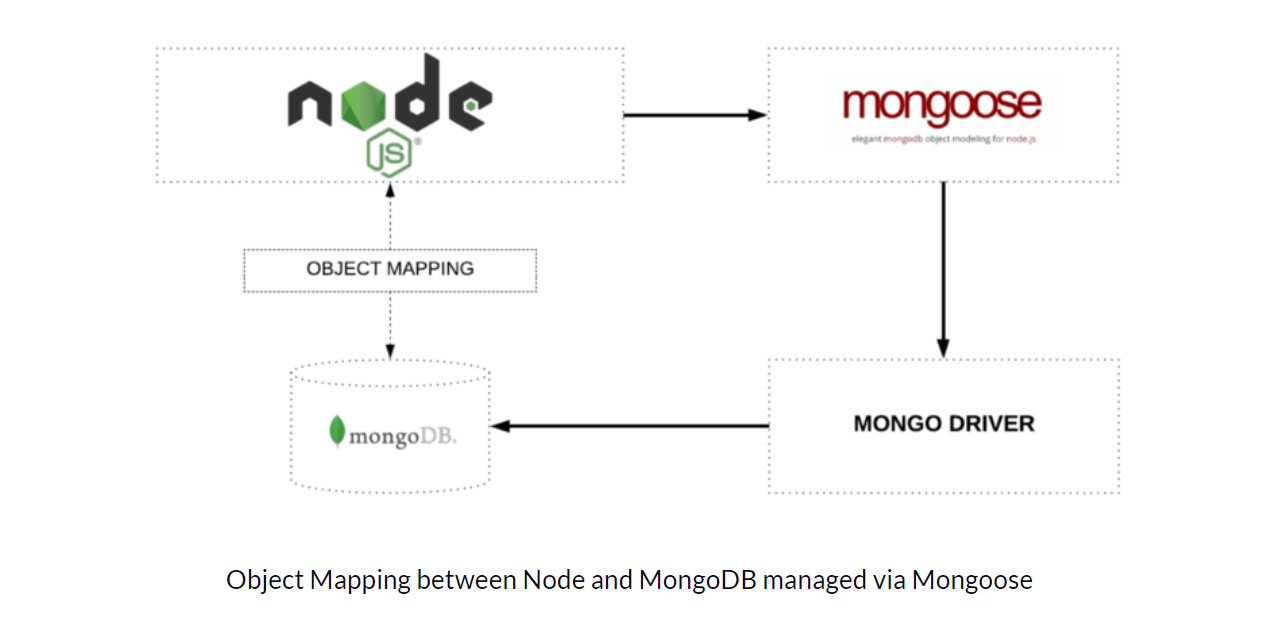 node
JS®
mongoose
elegant mongodb object modeling for node.js
OBJECT MAPPING
mongoDB.
MONGO DRIVER
Object Mapping between Node and MongoDB managed via Mongoose